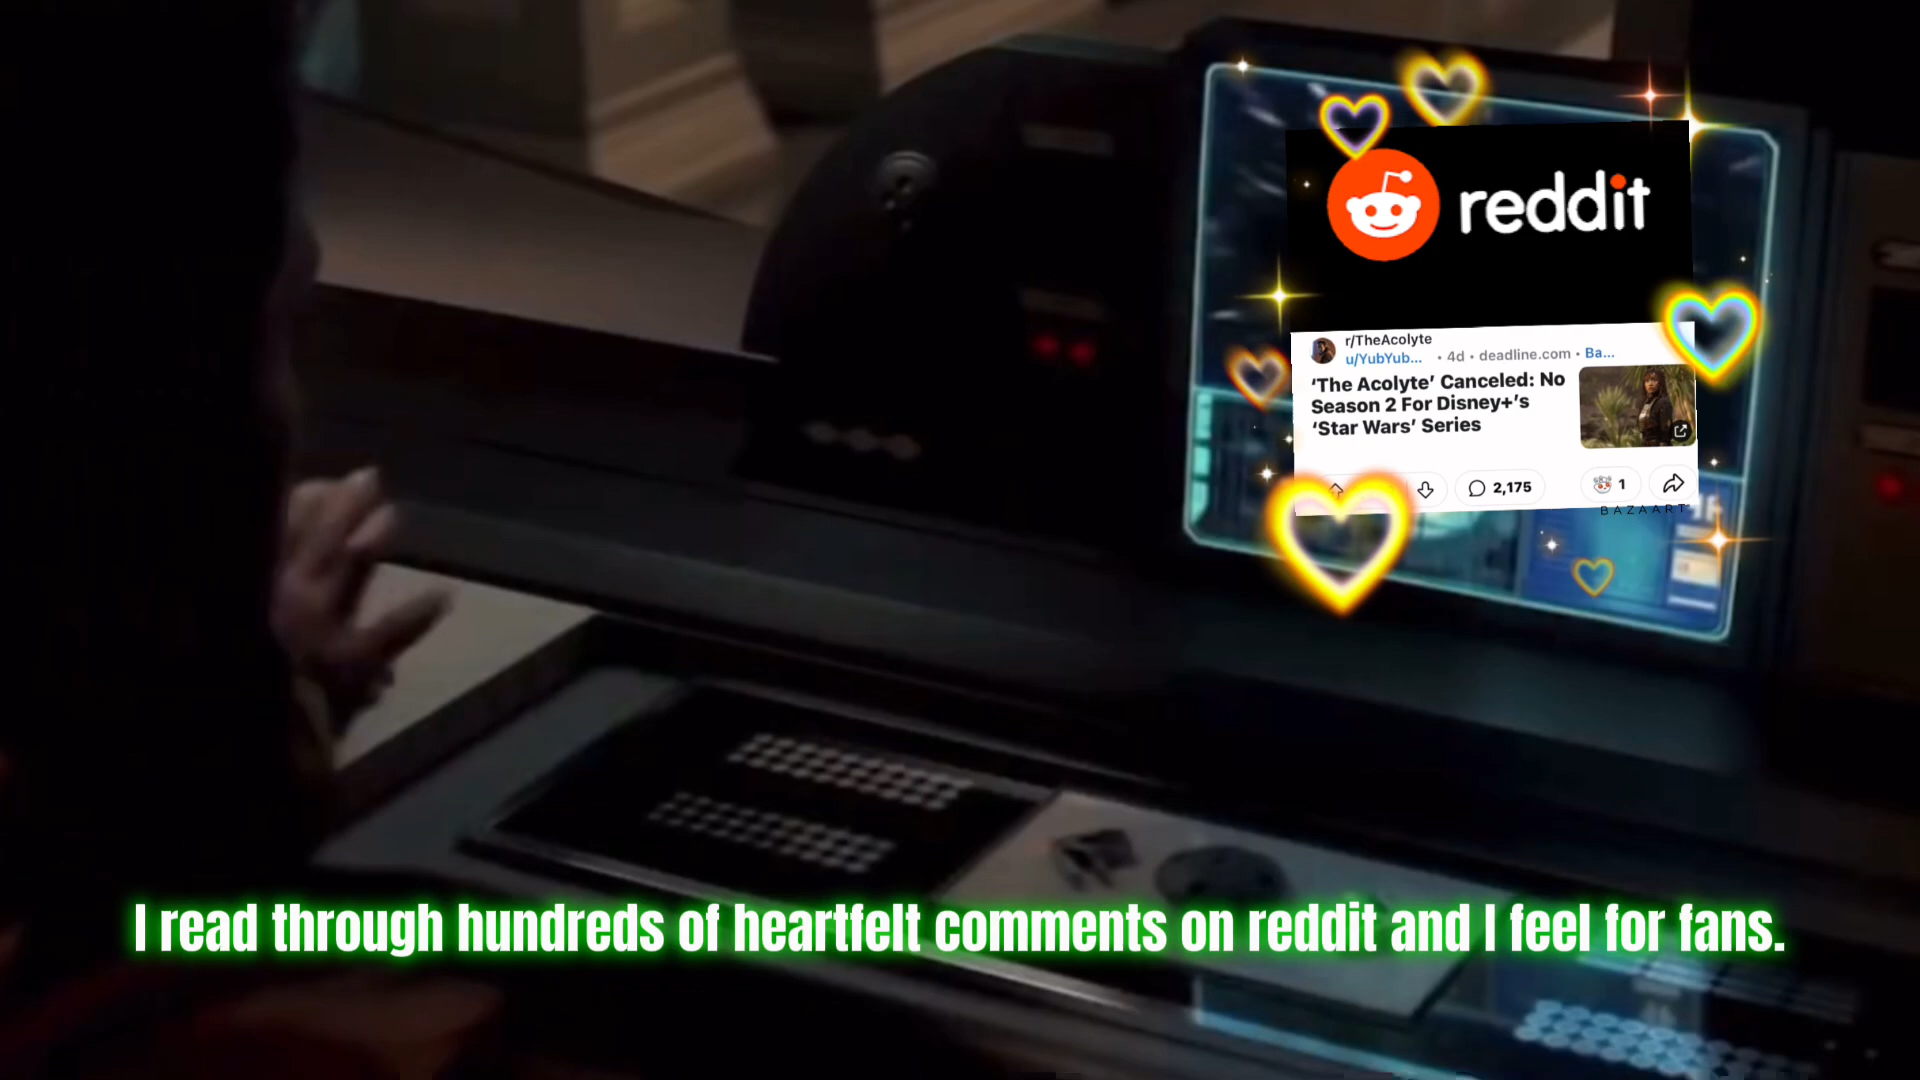 reddit
r/TheAcolyte
u/YubYub... • 4d • deadline.com • Ba...
‘The Acolyte’ Canceled: No
Season 2 For Disney+’s
‘Star Wars’ Series
2,175
1
BAZAART
I read through hundreds of heartfelt comments on reddit and I feel for fans.